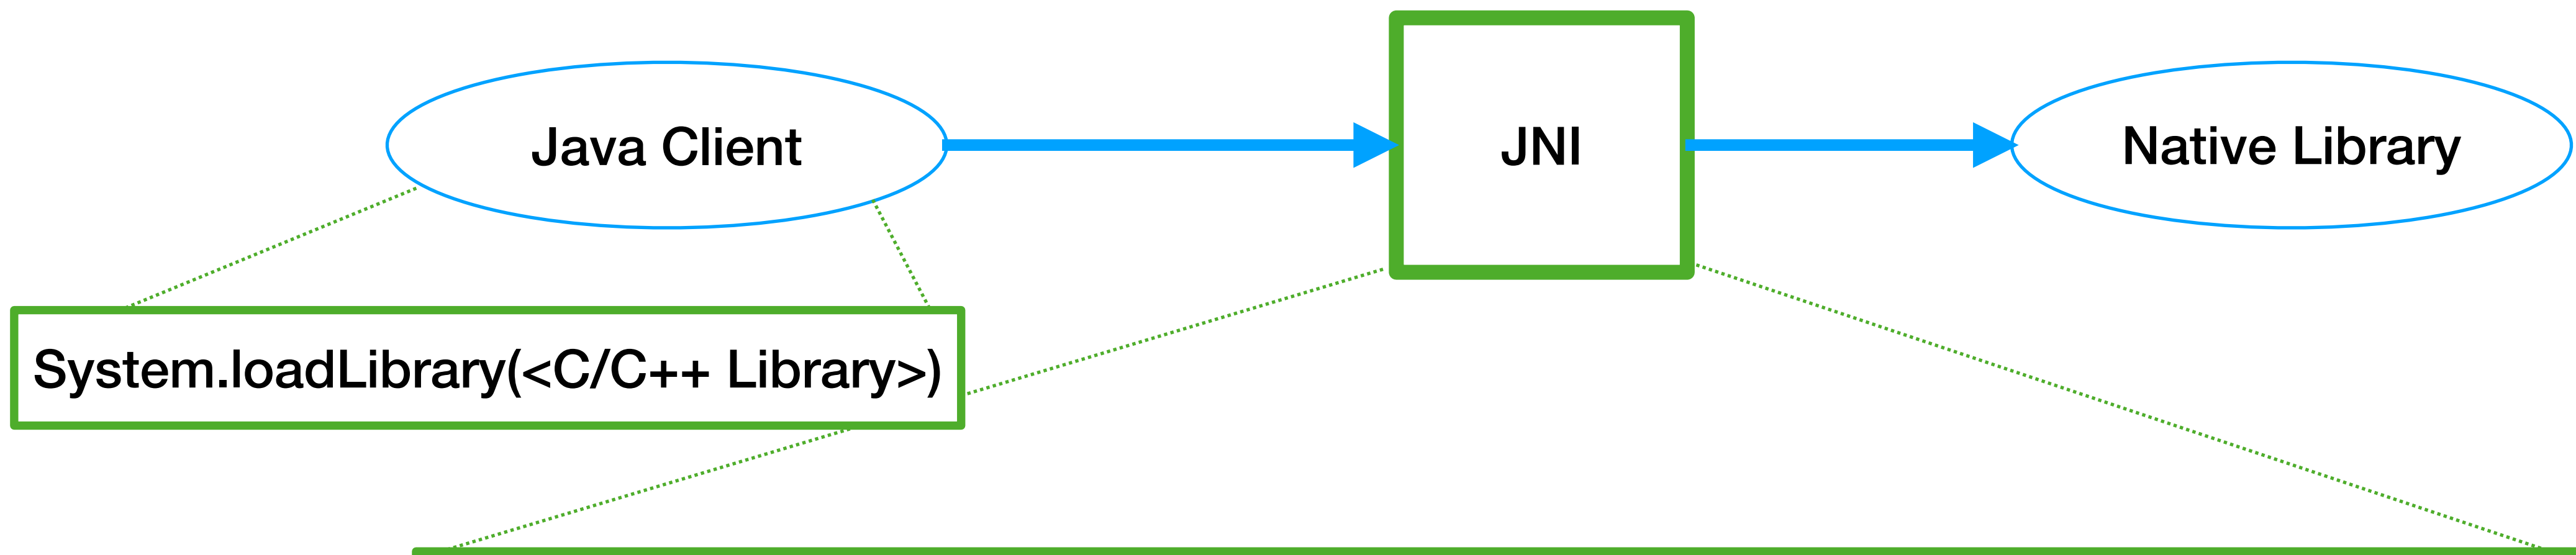 Java Client
JNI
Native Library
System.loadLibrary(<C/C++ Library>)